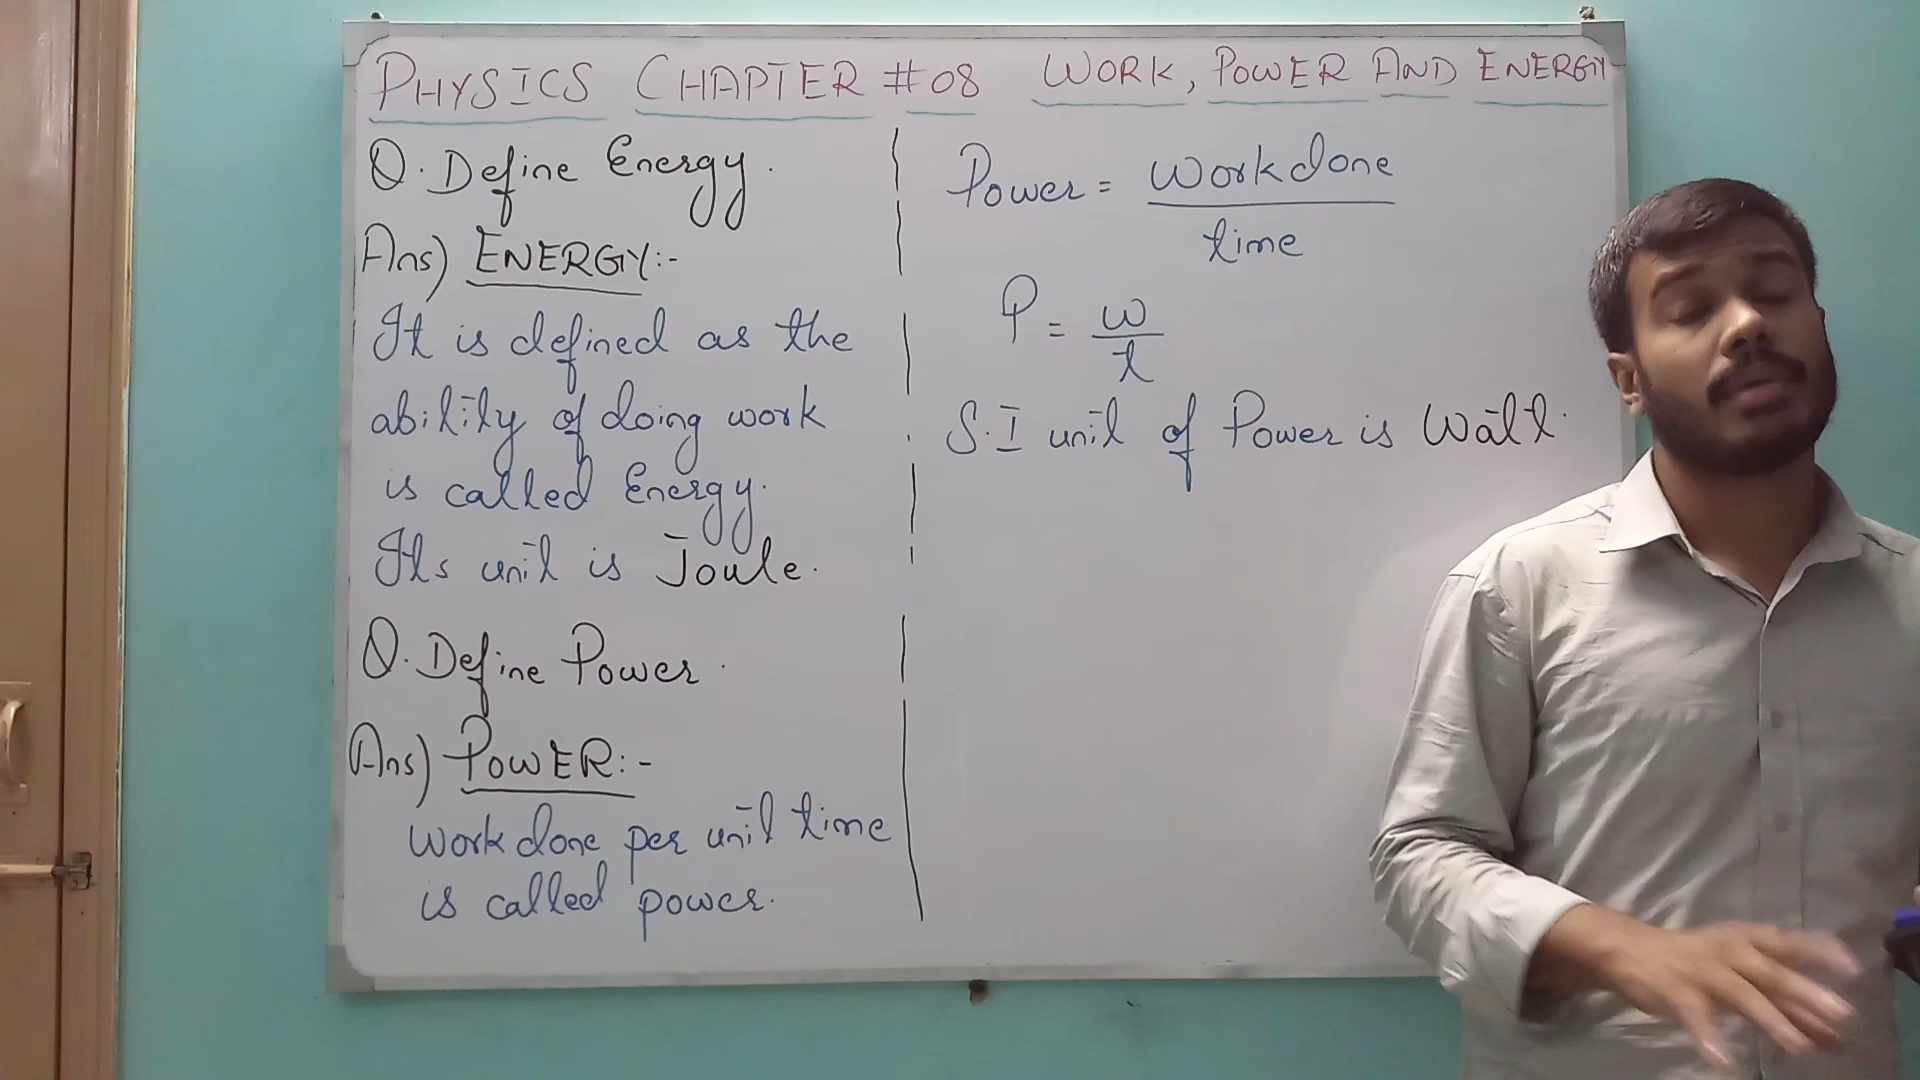 PHYSICS CHAPTER #08 WORK, POWER AND ENERGY
Q. Define Energy.
Ans) ENERGY:-
It is defined as the
ability of doing work
is called Energy.
Its unit is Joule.
Q. Define Power.
Ans) POWER:-
Work done per unit time
is called power.
Power = Workdone
time
P = W
t
S.I unit of Power is Watt.